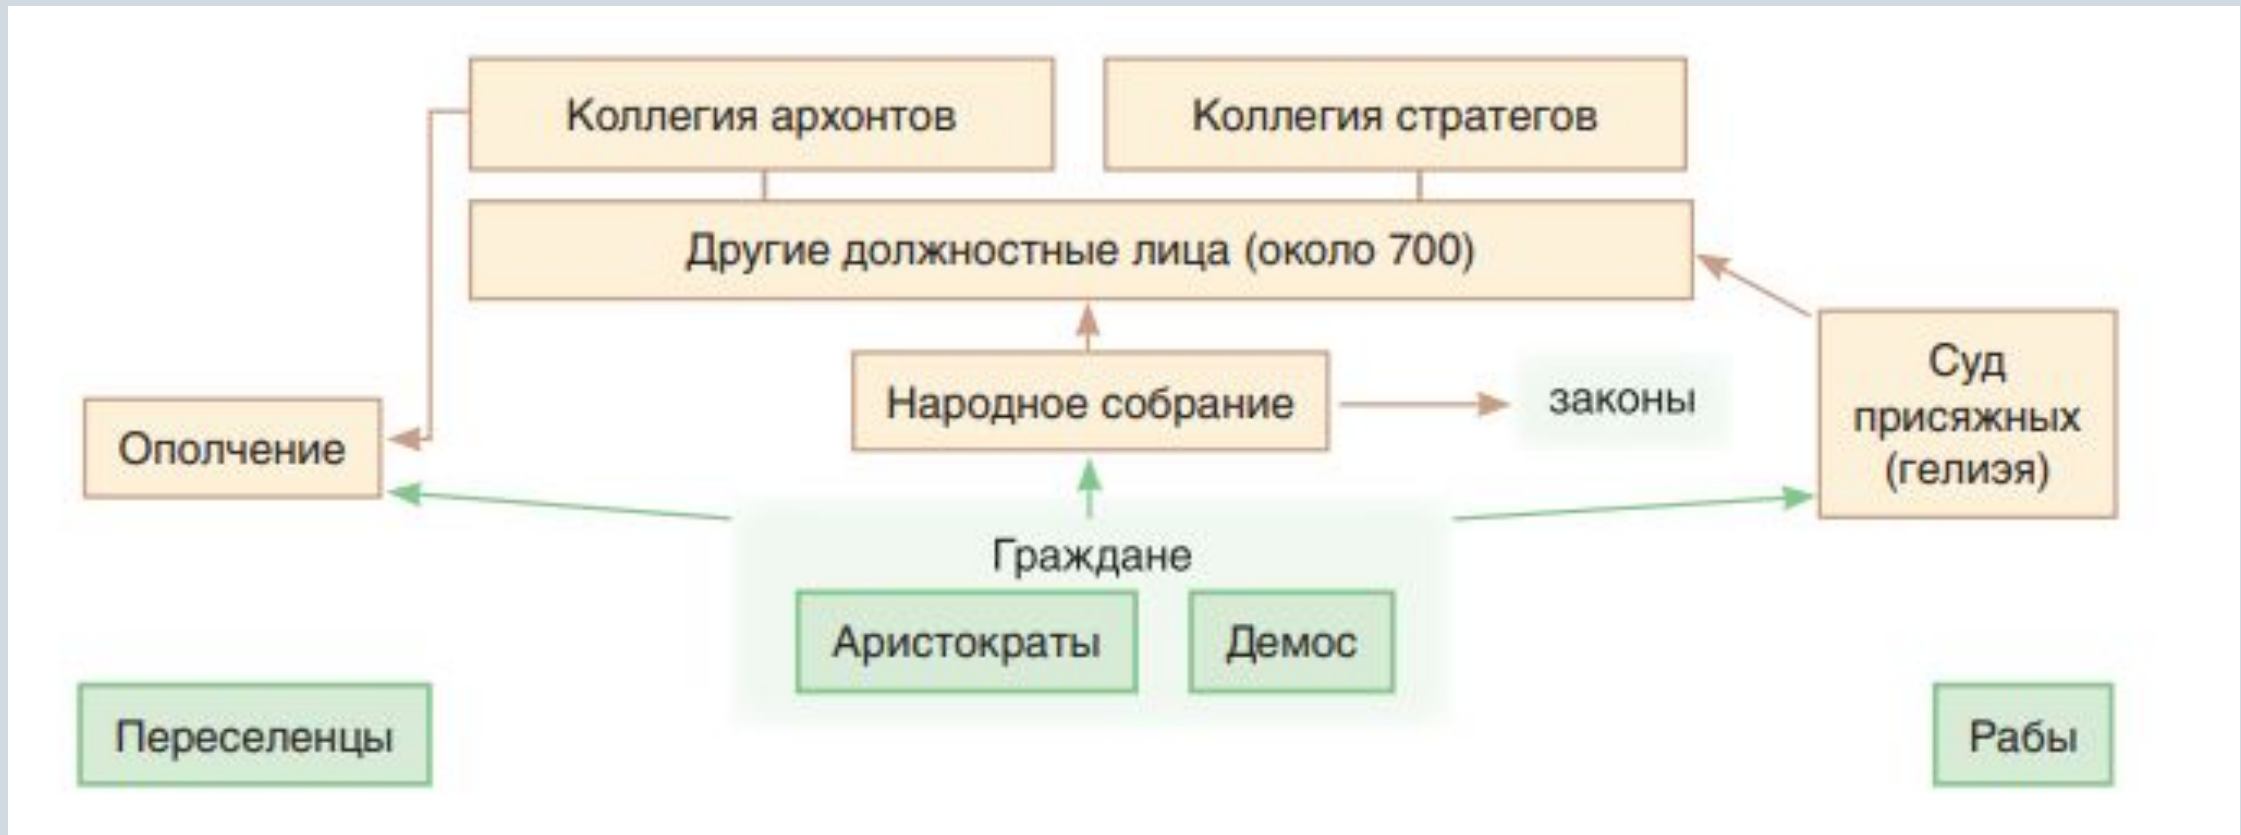 Коллегия архонтов
Коллегия стратегов
Другие должностные лица (около 700)
Народное собрание
законы
Суд
присяжных
(гелиэя)
Ополчение
Граждане
Аристократы
Демос
Переселенцы
Рабы